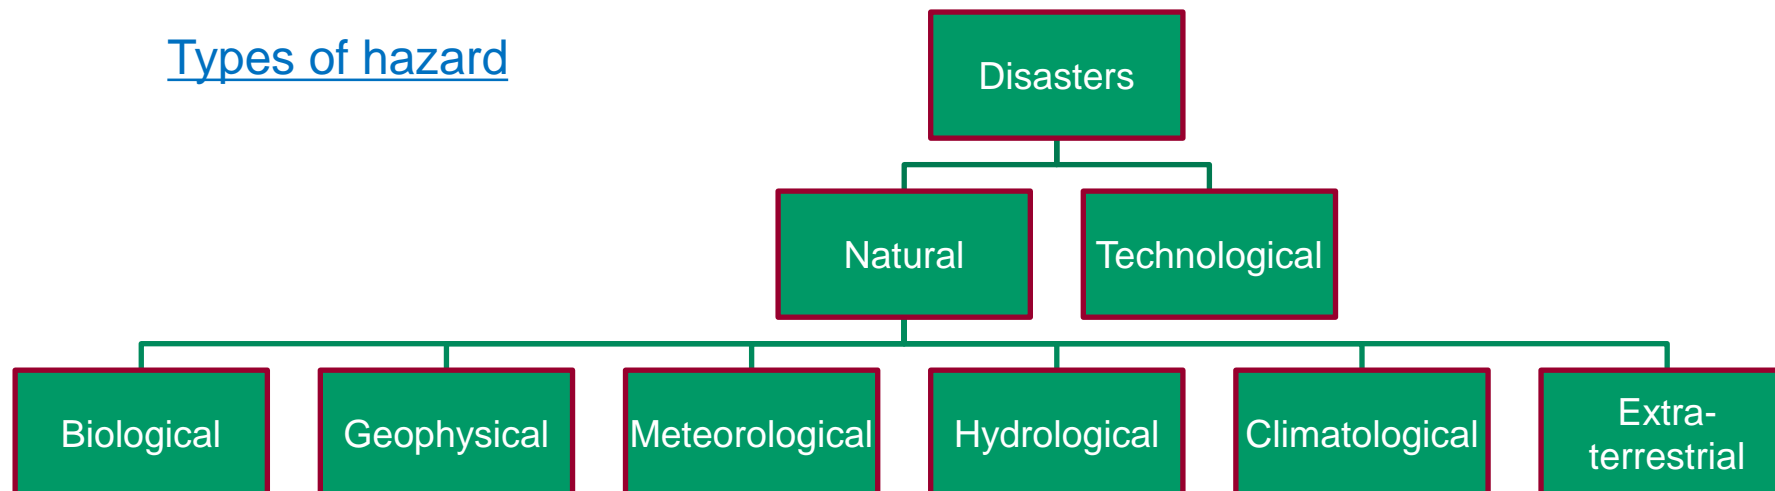 Types of hazard
Disasters
Natural
Technological
Biological
Geophysical
Meteorological
Hydrological
Climatological
Extra-
terrestrial